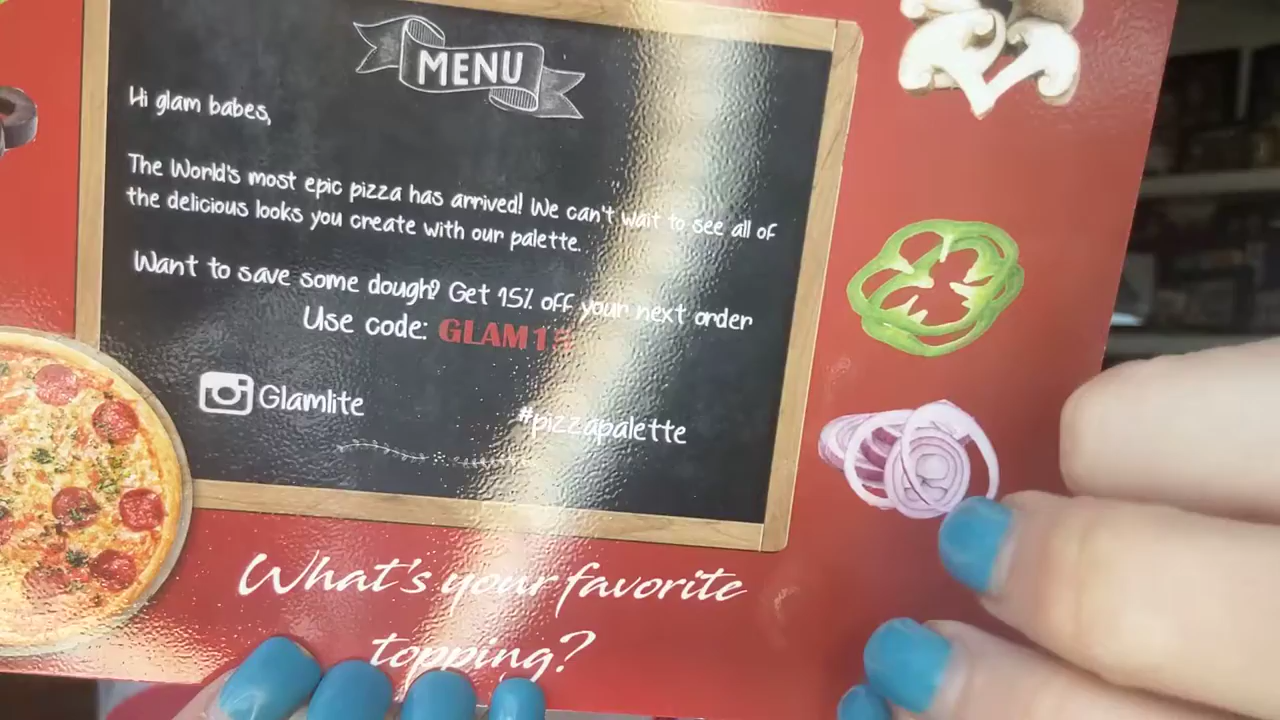 MENU
Hi glam babes,
The World's most epic pizza has arrived! We can't wait to see all of
the delicious looks you create with our palette.
Want to save some dough? Get 15% off your next order
Use code: GLAM15
Glamlite
#pizzapalette
What's your favorite
topping?